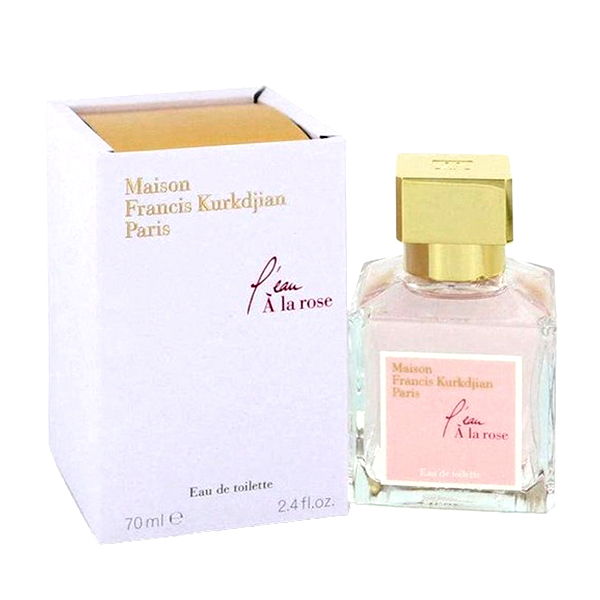 Maison
Francis Kurkdjian
Paris
l'eau
À la rose
Eau de toilette
70 ml ℮ 2.4 fl.oz.
Maison
Francis Kurkdjian
Paris
l'eau
À la rose
Eau de toilette